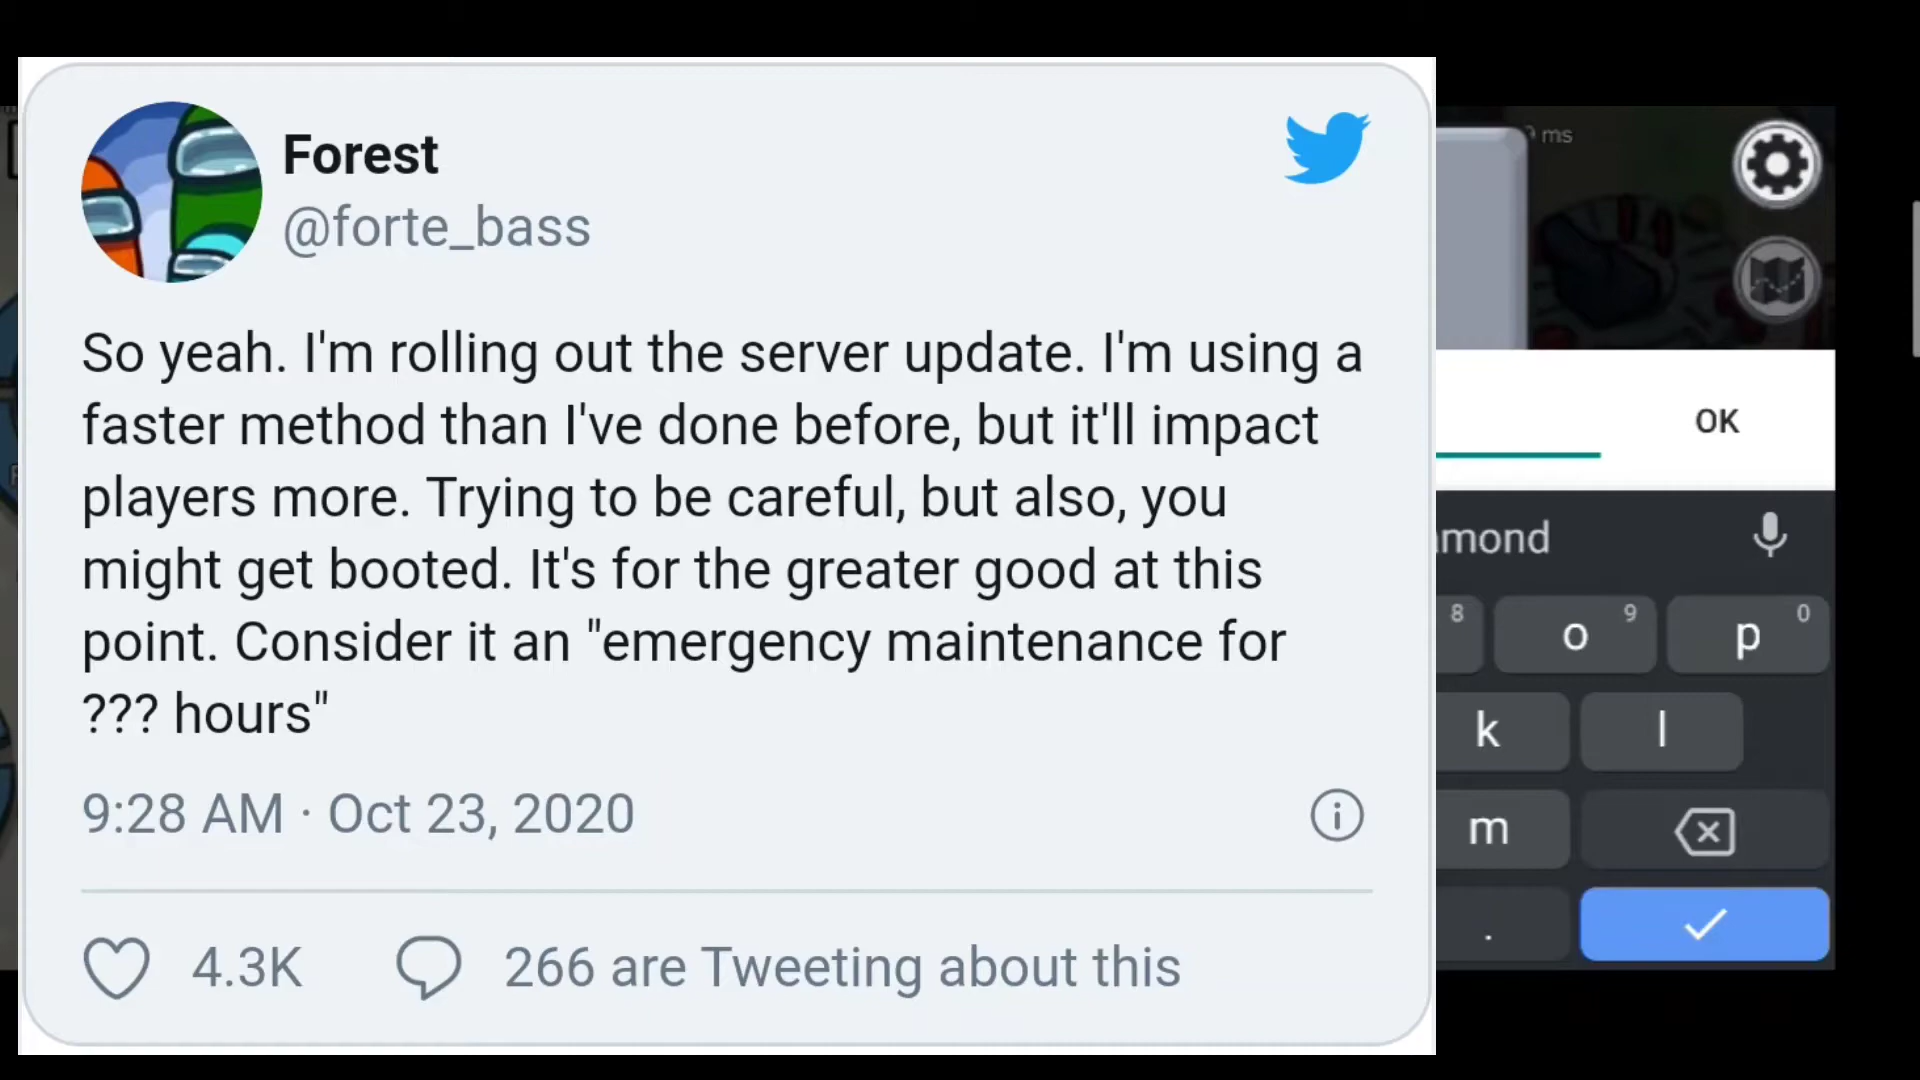 Forest
@forte_bass
So yeah. I'm rolling out the server update. I'm using a
faster method than I've done before, but it'll impact
players more. Trying to be careful, but also, you
might get booted. It's for the greater good at this
point. Consider it an "emergency maintenance for
??? hours"
9:28 AM · Oct 23, 2020
4.3K 266 are Tweeting about this
ms
OK
mond
8 o 9 p 0
k l
m
.